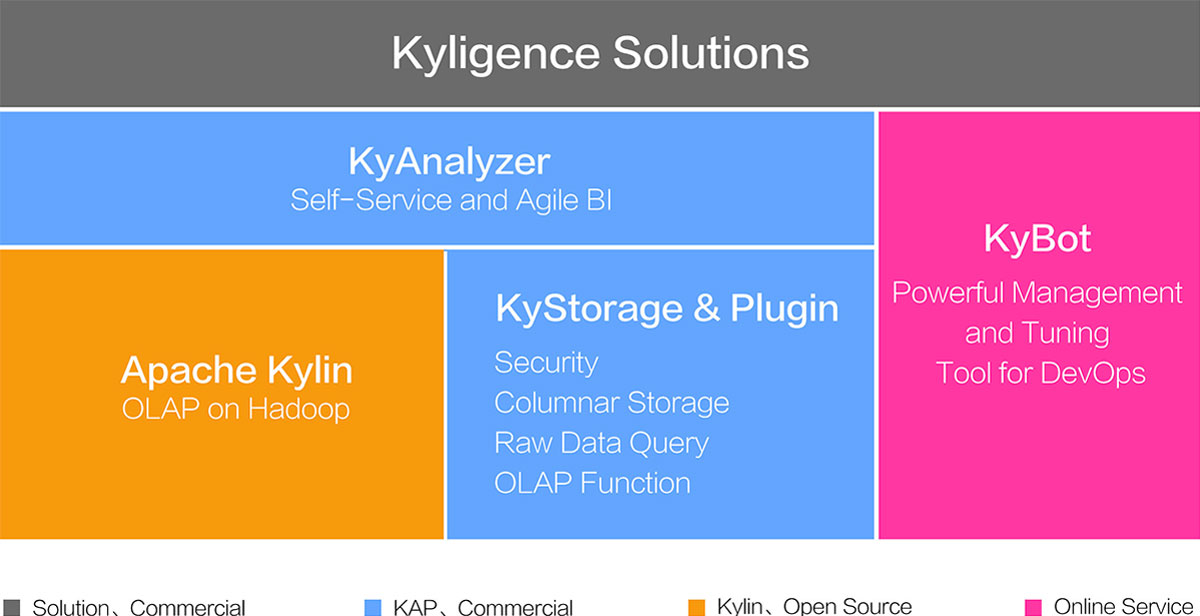 Kyligence Solutions
KyAnalyzer
Self-Service and Agile BI
Apache Kylin
OLAP on Hadoop
KyStorage & Plugin
Security
Columnar Storage
Raw Data Query
OLAP Function
KyBot
Powerful Management
and Tuning
Tool for DevOps
Solution、Commercial
KAP、Commercial
Kylin、Open Source
Online Service